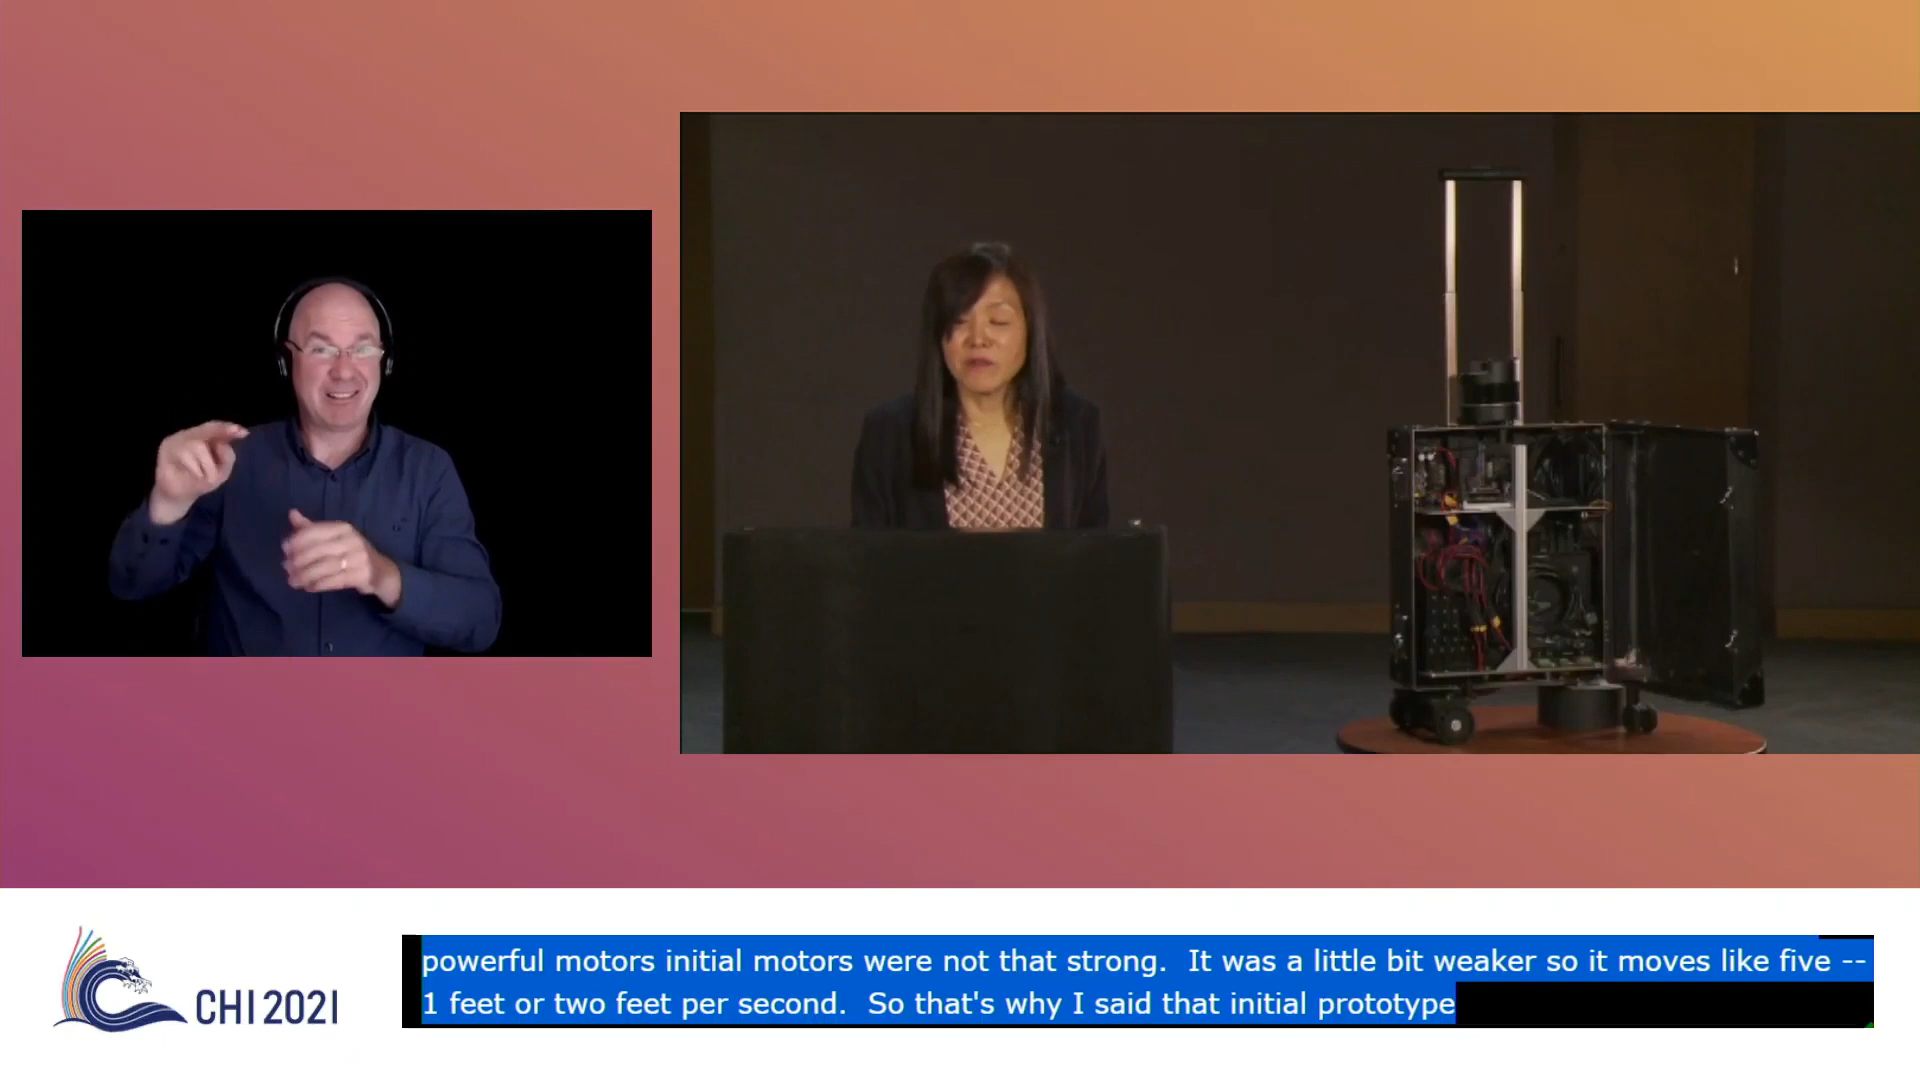 powerful motors initial motors were not that strong.  It was a little bit weaker so it moves like five --
1 feet or two feet per second.  So that's why I said that initial prototype
CHI 2021